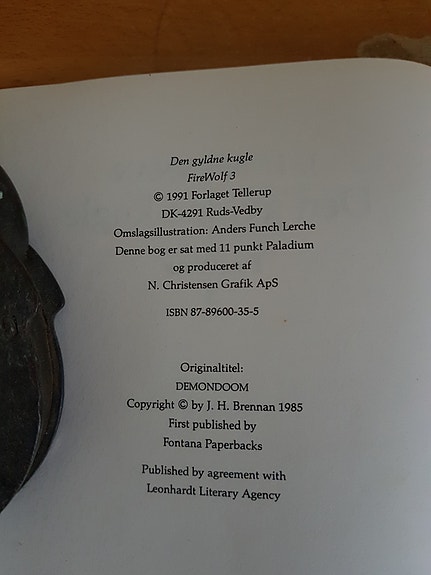 Den gyldne kugle
FireWolf 3
© 1991 Forlaget Tellerup
DK-4291 Ruds-Vedby
Omslagsillustration: Anders Funch Lerche
Denne bog er sat med 11 punkt Paladium
og produceret af
N. Christensen Grafik ApS
ISBN 87-89600-35-5
Originaltitel:
DEMONDOOM
Copyright © by J. H. Brennan 1985
First published by
Fontana Paperbacks
Published by agreement with
Leonhardt Literary Agency